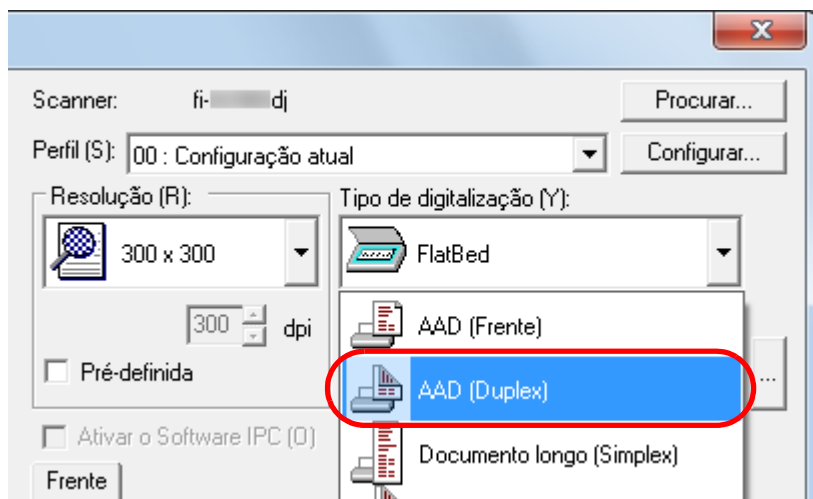 Scanner: fi- dj Procurar...
Perfil (S): 00 : Configuração atual Configurar...
Resolução (R): Tipo de digitalização (Y):
300 x 300 FlatBed
300 dpi AAD (Frente)
Pré-definida AAD (Duplex) ...
Ativar o Software IPC (O) Documento longo (Simplex)
Frente